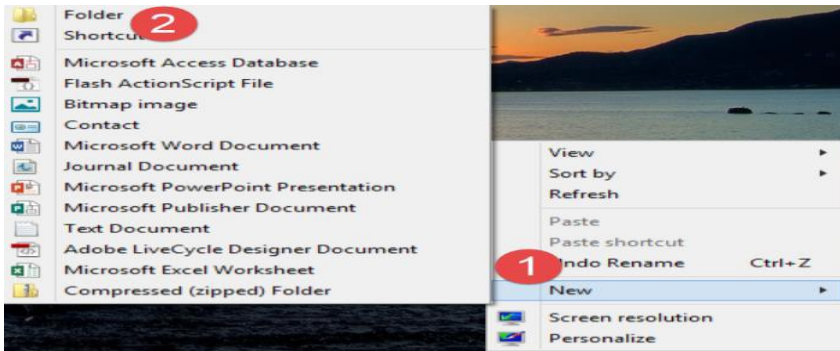 Folder
2
Shortcut
Microsoft Access Database
Flash ActionScript File
Bitmap image
Contact
Microsoft Word Document
Journal Document
Microsoft PowerPoint Presentation
Microsoft Publisher Document
Text Document
Adobe LiveCycle Designer Document
Microsoft Excel Worksheet
Compressed (zipped) Folder
View
Sort by
Refresh
Paste
Paste shortcut
1
Undo Rename Ctrl+Z
New
Screen resolution
Personalize